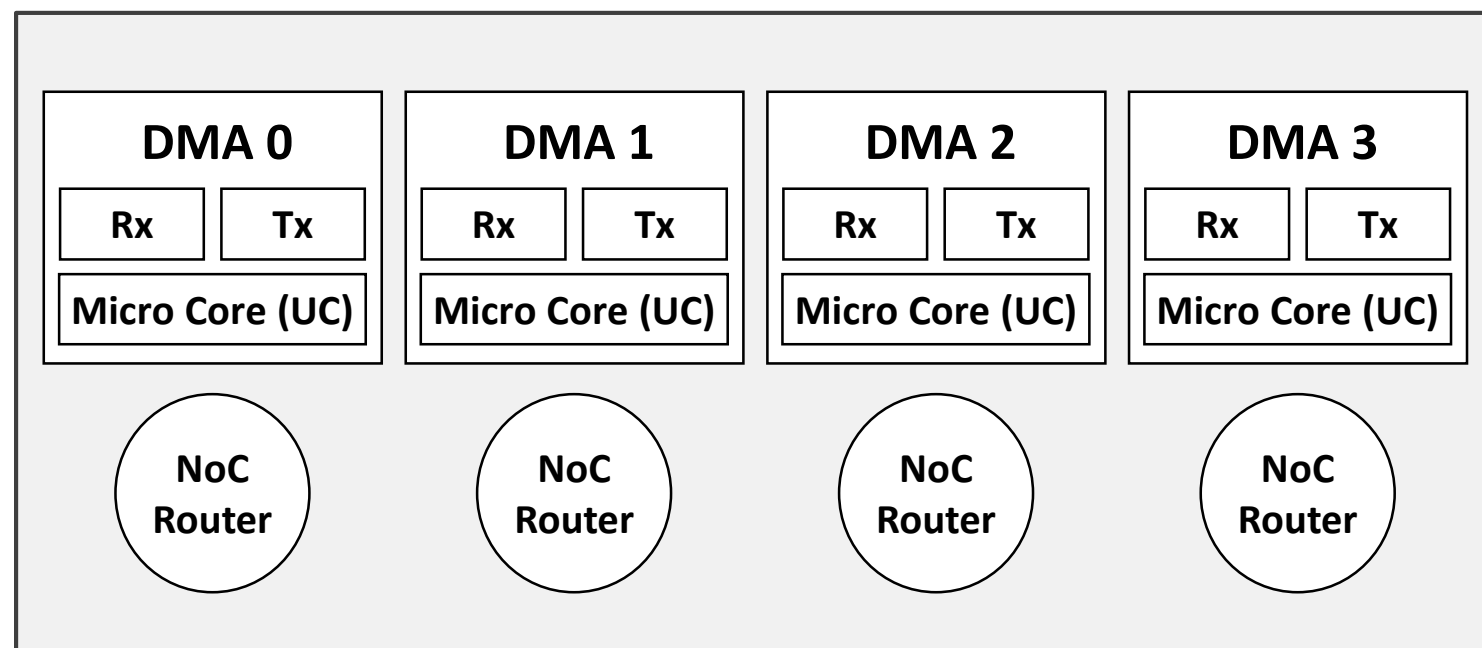 DMA 0
Rx Tx
Micro Core (UC)
NoC
Router
DMA 1
Rx Tx
Micro Core (UC)
NoC
Router
DMA 2
Rx Tx
Micro Core (UC)
NoC
Router
DMA 3
Rx Tx
Micro Core (UC)
NoC
Router